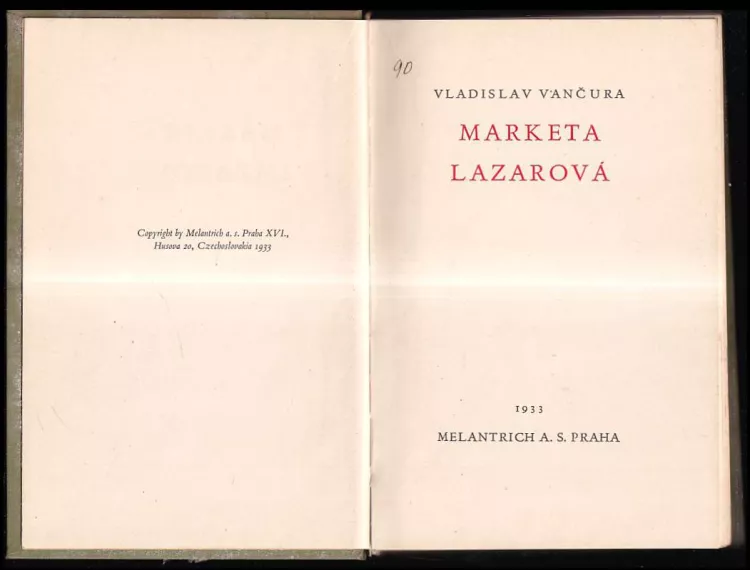 Copyright by Melantrich a. s. Praha XVI.,
Husova 20, Czechoslovakia 1933
90
VLADISLAV VANČURA
MARKETA
LAZAROVÁ
1933
MELANTRICH A. S. PRAHA